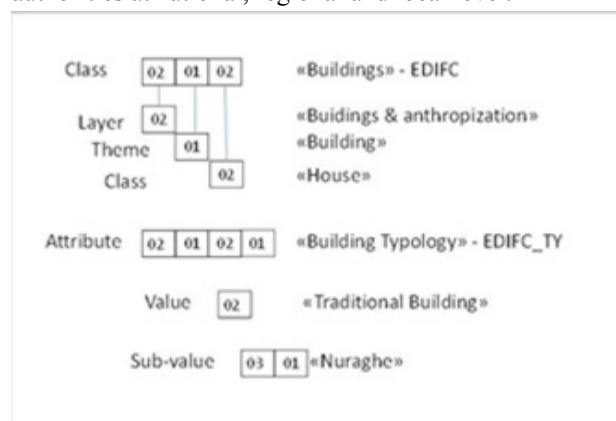 Class 02 01 02 «Buildings» - EDIFC
Layer 02 «Buidings & anthropization»
Theme 01 «Building»
Class 02 «House»
Attribute 02 01 02 01 «Building Typology» - EDIFC_TY
Value 02 «Traditional Building»
Sub-value 03 01 «Nuraghe»